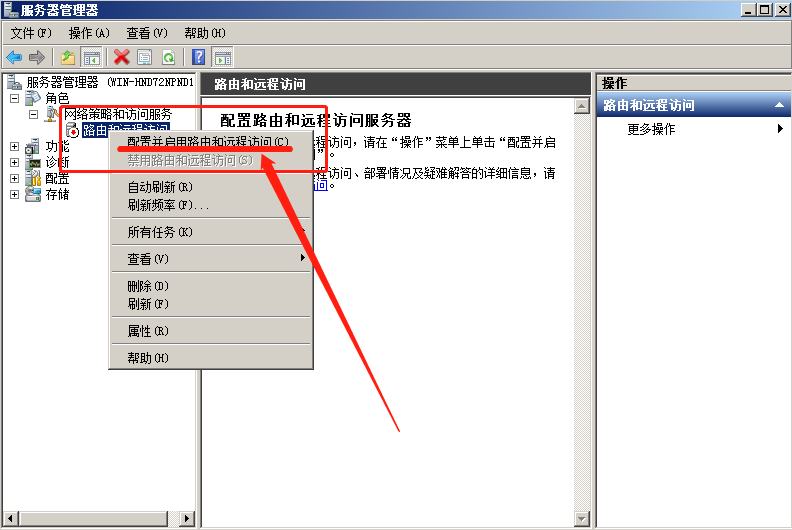 服务器管理器
文件(F) 操作(A) 查看(V) 帮助(H)
服务器管理器 (WIN-HND72NPND1
角色
网络策略和访问服务
路由和远程访问
功能
诊断
配置
存储
路由和远程访问
配置路由和远程访问服务器
程访问，请在“操作”菜单上单击“配置并启
”。
程访问、部署情况及疑难解答的详细信息，请
访问。
配置并启用路由和远程访问(C)
禁用路由和远程访问(S)
自动刷新(R)
刷新频率(F)...
所有任务(K)
查看(V)
删除(D)
刷新(F)
属性(R)
帮助(H)
操作
路由和远程访问
更多操作